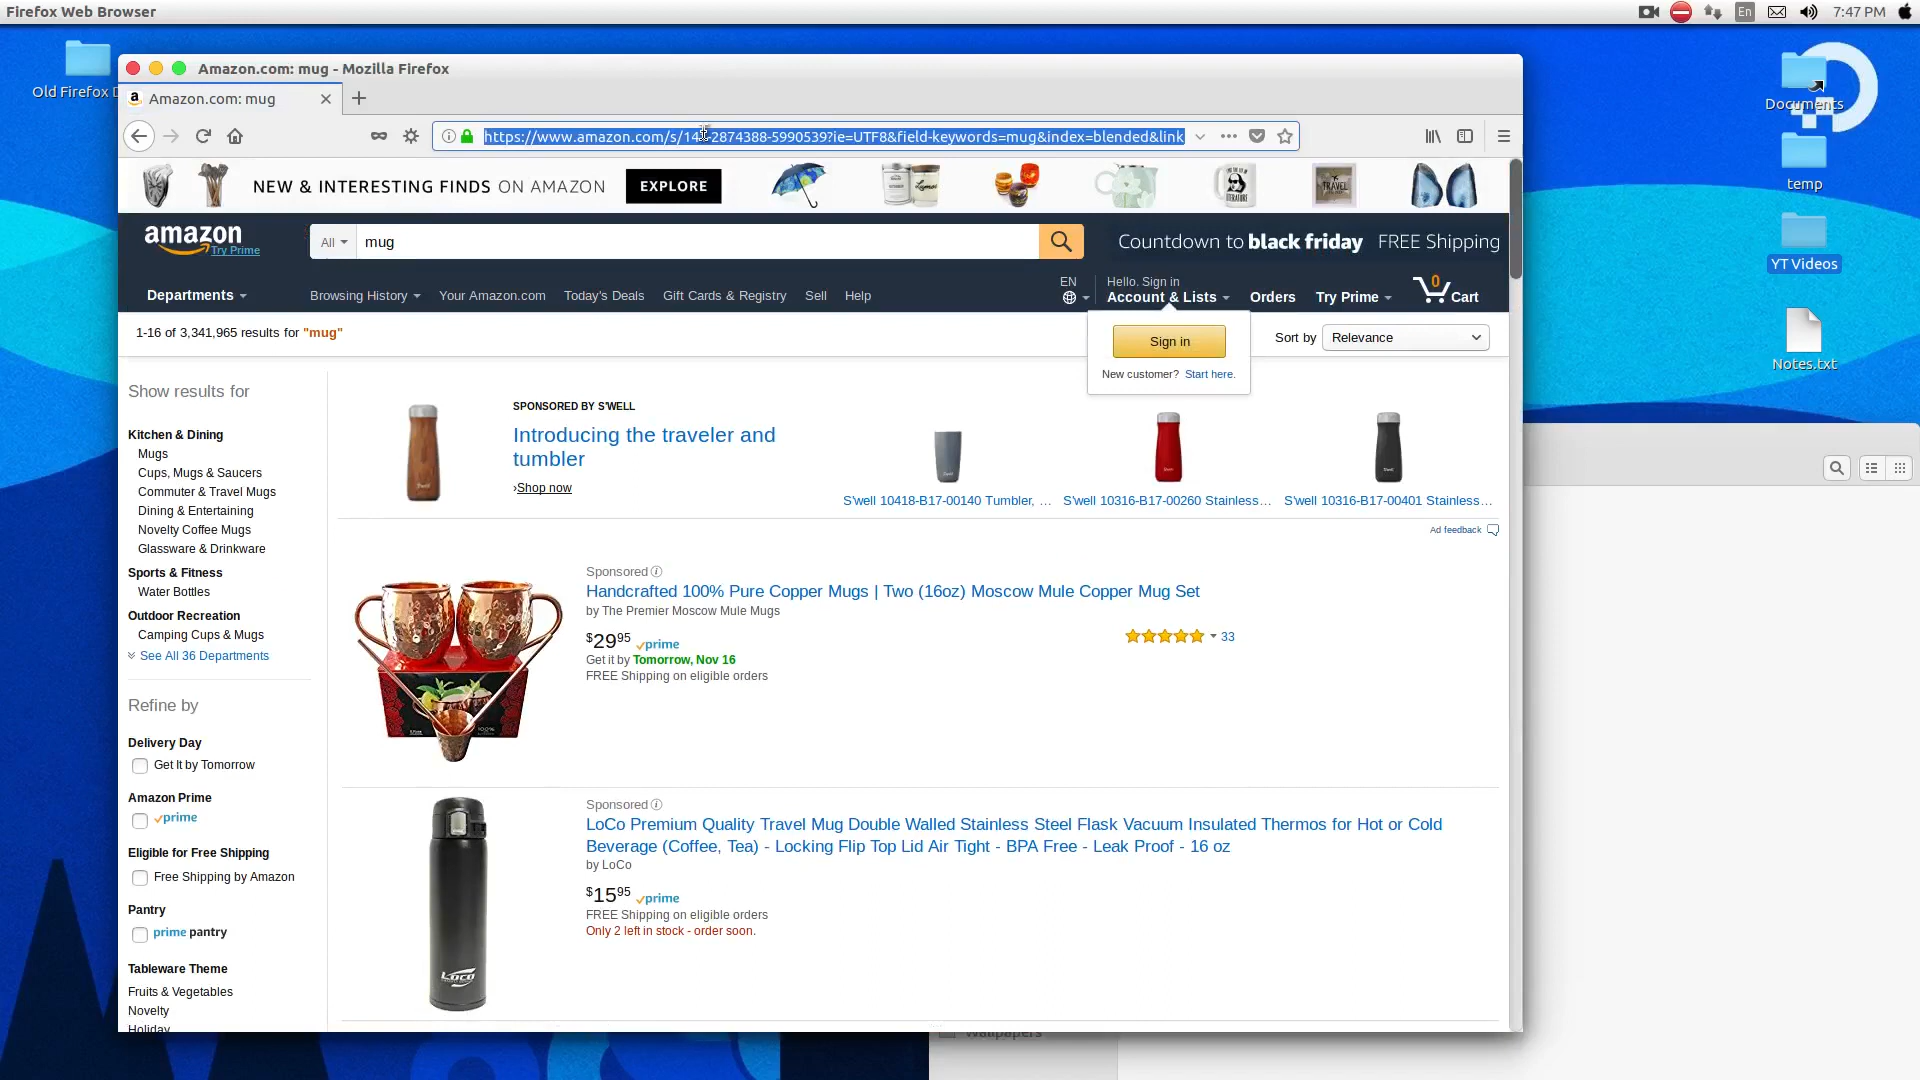 Firefox Web Browser
En
7:47 PM
Old Firefox D
Amazon.com: mug - Mozilla Firefox
Amazon.com: mug
https://www.amazon.com/s/14
-2874388-5990539?ie=UTF8&field-keywords=mug&index=blended&link
NEW & INTERESTING FINDS ON AMAZON
EXPLORE
TRAVEL
LITERATURE
amazon
Try Prime
All
mug
Countdown to black friday FREE Shipping
Departments
Browsing History
Your Amazon.com
Today's Deals
Gift Cards & Registry
Sell
Help
EN
Hello. Sign in
Account & Lists
Orders
Try Prime
0
Cart
1-16 of 3,341,965 results for "mug"
Sign in
New customer? Start here.
Sort by
Relevance
Show results for
Kitchen & Dining
Mugs
Cups, Mugs & Saucers
Commuter & Travel Mugs
Dining & Entertaining
Novelty Coffee Mugs
Glassware & Drinkware
Sports & Fitness
Water Bottles
Outdoor Recreation
Camping Cups & Mugs
See All 36 Departments
Refine by
Delivery Day
Get It by Tomorrow
Amazon Prime
prime
Eligible for Free Shipping
Free Shipping by Amazon
Pantry
prime pantry
Tableware Theme
Fruits & Vegetables
Novelty
Holiday
SPONSORED BY S'WELL
Introducing the traveler and
tumbler
›Shop now
S'well 10418-B17-00140 Tumbler, …
S'well 10316-B17-00260 Stainless…
S'well 10316-B17-00401 Stainless…
Ad feedback
Sponsored
Handcrafted 100% Pure Copper Mugs | Two (16oz) Moscow Mule Copper Mug Set
by The Premier Moscow Mule Mugs
$29 95 prime
Get it by Tomorrow, Nov 16
FREE Shipping on eligible orders
33
Sponsored
LoCo Premium Quality Travel Mug Double Walled Stainless Steel Flask Vacuum Insulated Thermos for Hot or Cold
Beverage (Coffee, Tea) - Locking Flip Top Lid Air Tight - BPA Free - Leak Proof - 16 oz
by LoCo
$15 95 prime
FREE Shipping on eligible orders
Only 2 left in stock - order soon.
LOCO
Documents
temp
YT Videos
Notes.txt
Wallpapers